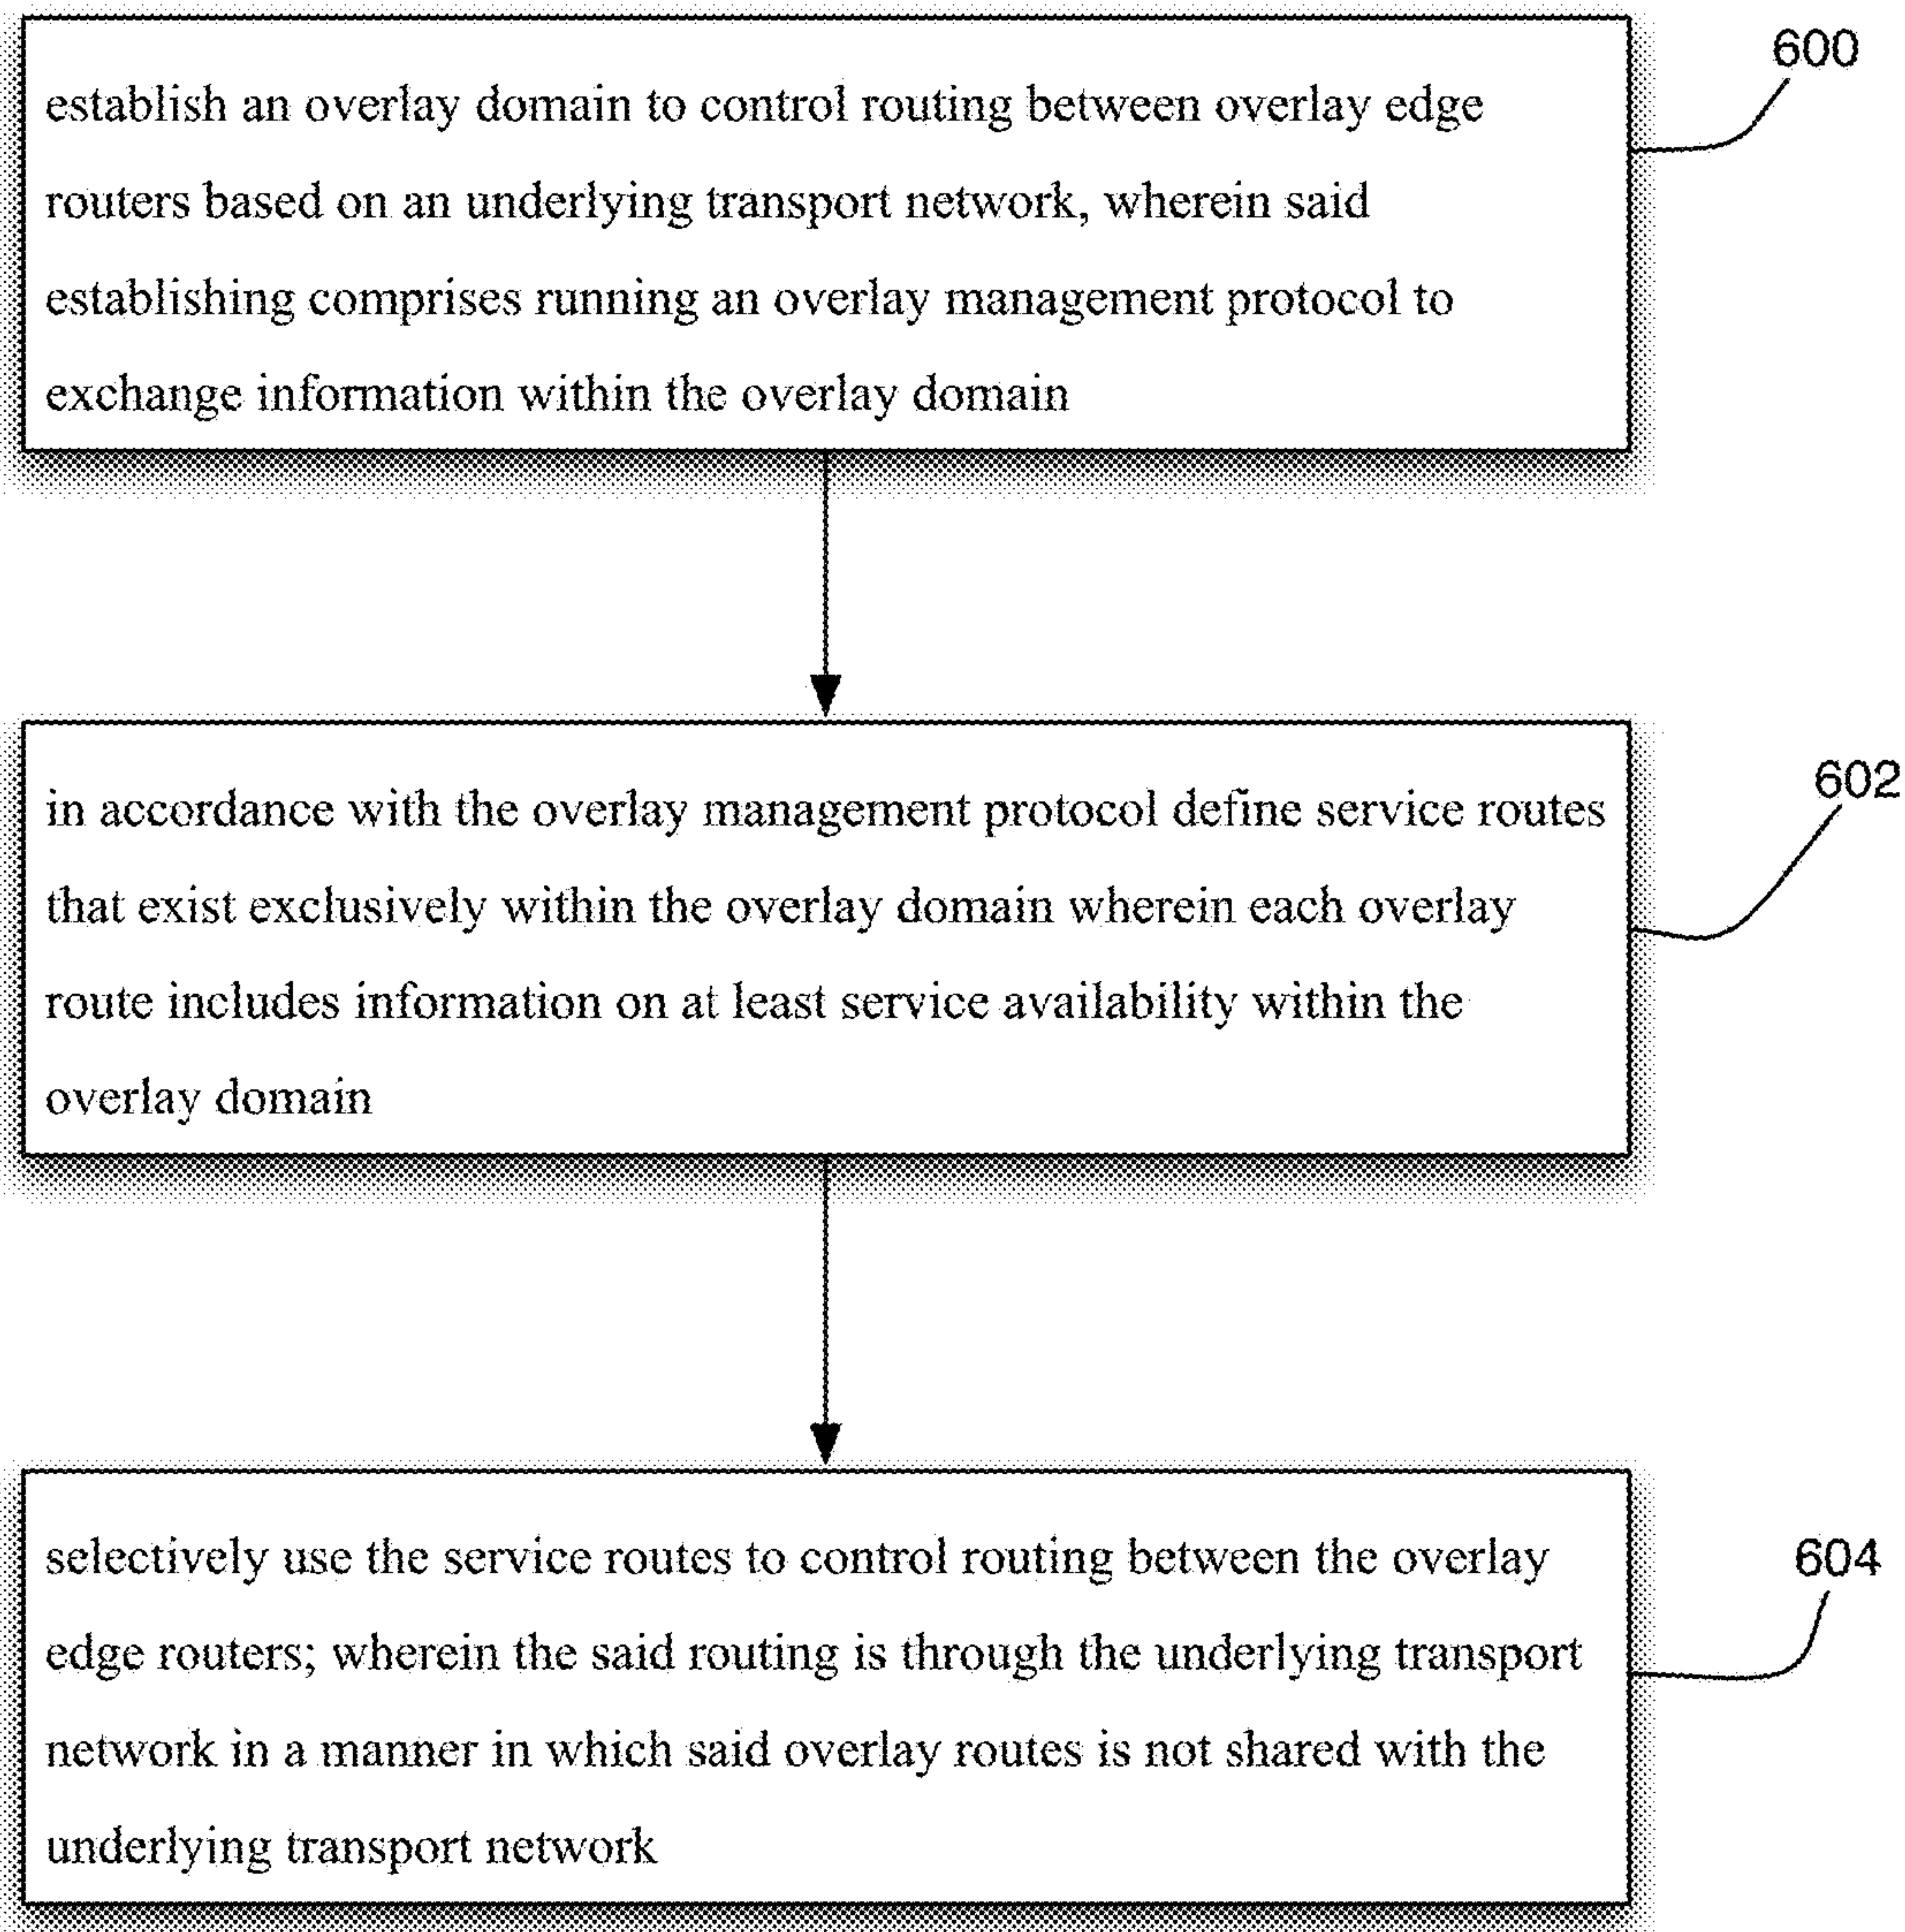 600
establish an overlay domain to control routing between overlay edge
routers based on an underlying transport network, wherein said
establishing comprises running an overlay management protocol to
exchange information within the overlay domain
602
in accordance with the overlay management protocol define service routes
that exist exclusively within the overlay domain wherein each overlay
route includes information on at least service availability within the
overlay domain
604
selectively use the service routes to control routing between the overlay
edge routers; wherein the said routing is through the underlying transport
network in a manner in which said overlay routes is not shared with the
underlying transport network